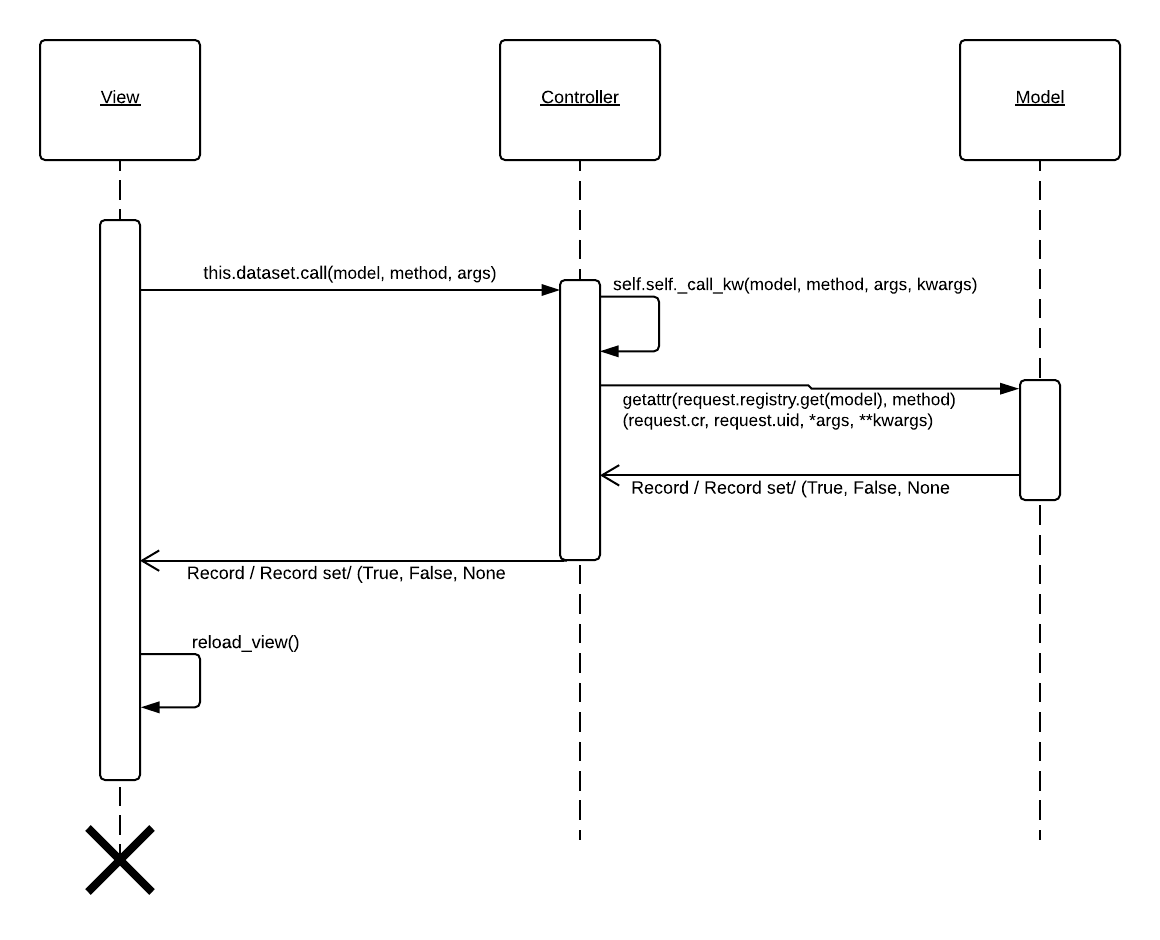 View
Controller
Model
this.dataset.call(model, method, args)
self.self._call_kw(model, method, args, kwargs)
getattr(request.registry.get(model), method)
(request.cr, request.uid, *args, **kwargs)
Record / Record set/ (True, False, None
Record / Record set/ (True, False, None
reload_view()